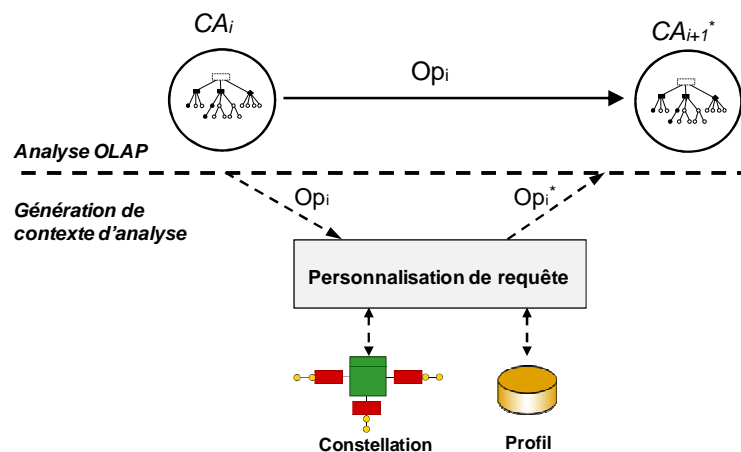 CAi
CAi+1*
Opi
Analyse OLAP
Opi
Opi*
Génération de
contexte d'analyse
Personnalisation de requête
Constellation
Profil